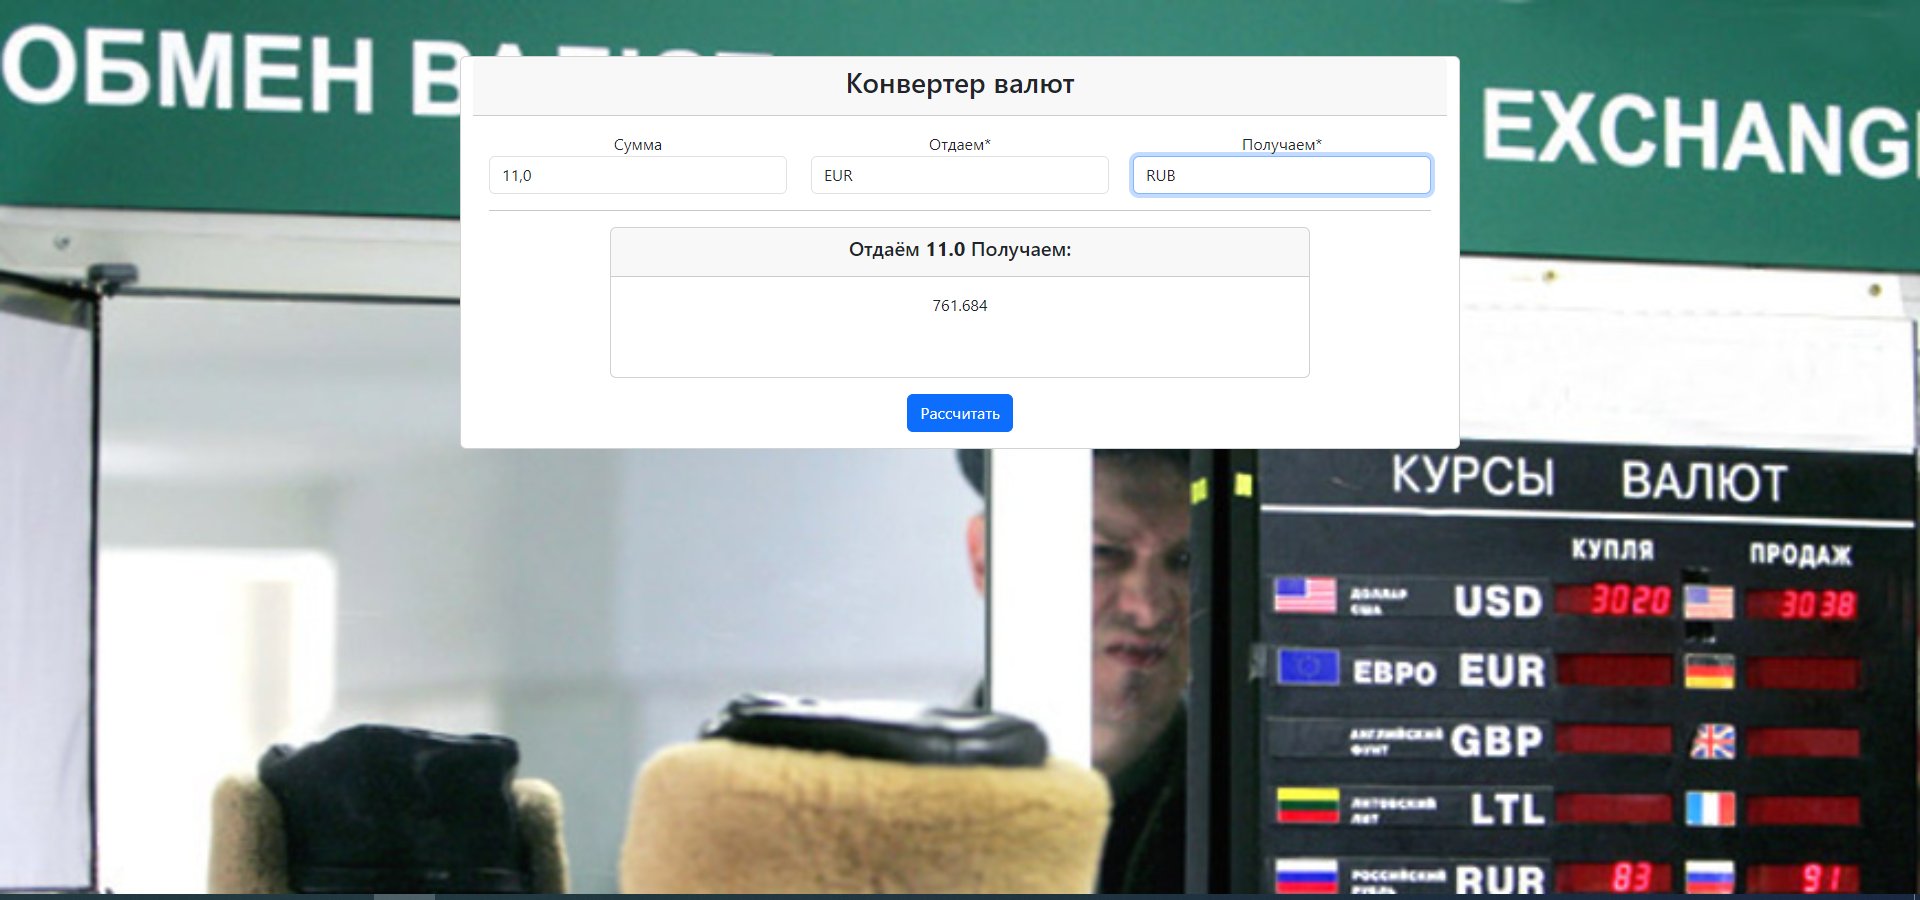 ОБМЕН
EXCHANG
Конвертер валют
Сумма
Отдаем*
Получаем*
11,0
EUR
RUB
Отдаём 11.0 Получаем:
761.684
Рассчитать
КУРСЫ ВАЛЮТ
КУПЛЯ ПРОДАЖ
ДОЛЛАР США USD 3020 3038
ЕВРО EUR
АНГЛИЙСКИЙ ФУНТ GBP
ЛИТОВСКИЙ ЛИТ LTL
РОССИЙСКИЙ РУБЛЬ RUR 83 91